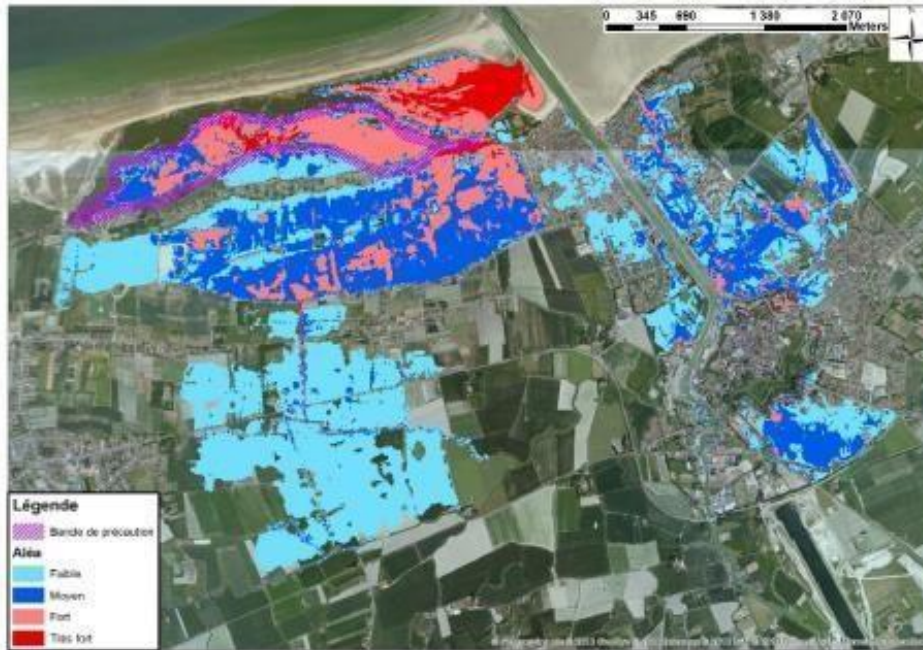 0 345 690 1 380 2 070
Meters
Légende
Bande de précaution
Aléa
Faible
Moyen
Fort
Très fort